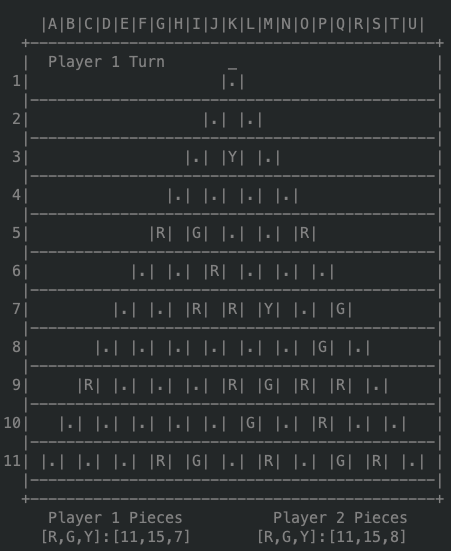 |A|B|C|D|E|F|G|H|I|J|K|L|M|N|O|P|Q|R|S|T|U|
  +---------------------------------------------+
  |  Player 1 Turn       _                      |
 1|                     |.|                     |
  |---------------------------------------------|
 2|                   |.| |.|                   |
  |---------------------------------------------|
 3|                 |.| |Y| |.|                 |
  |---------------------------------------------|
 4|               |.| |.| |.| |.|               |
  |---------------------------------------------|
 5|             |R| |G| |.| |.| |R|             |
  |---------------------------------------------|
 6|           |.| |.| |R| |.| |.| |.|           |
  |---------------------------------------------|
 7|         |.| |.| |R| |R| |Y| |.| |G|         |
  |---------------------------------------------|
 8|       |.| |.| |.| |.| |.| |.| |G| |.|       |
  |---------------------------------------------|
 9|     |R| |.| |.| |.| |R| |G| |R| |R| |.|     |
  |---------------------------------------------|
10|   |.| |.| |.| |.| |.| |G| |.| |R| |.| |.|   |
  |---------------------------------------------|
11| |.| |.| |.| |R| |G| |.| |R| |.| |G| |R| |.| |
  |---------------------------------------------|
  +---------------------------------------------+
     Player 1 Pieces          Player 2 Pieces
    [R,G,Y]:[11,15,7]       [R,G,Y]:[11,15,8]